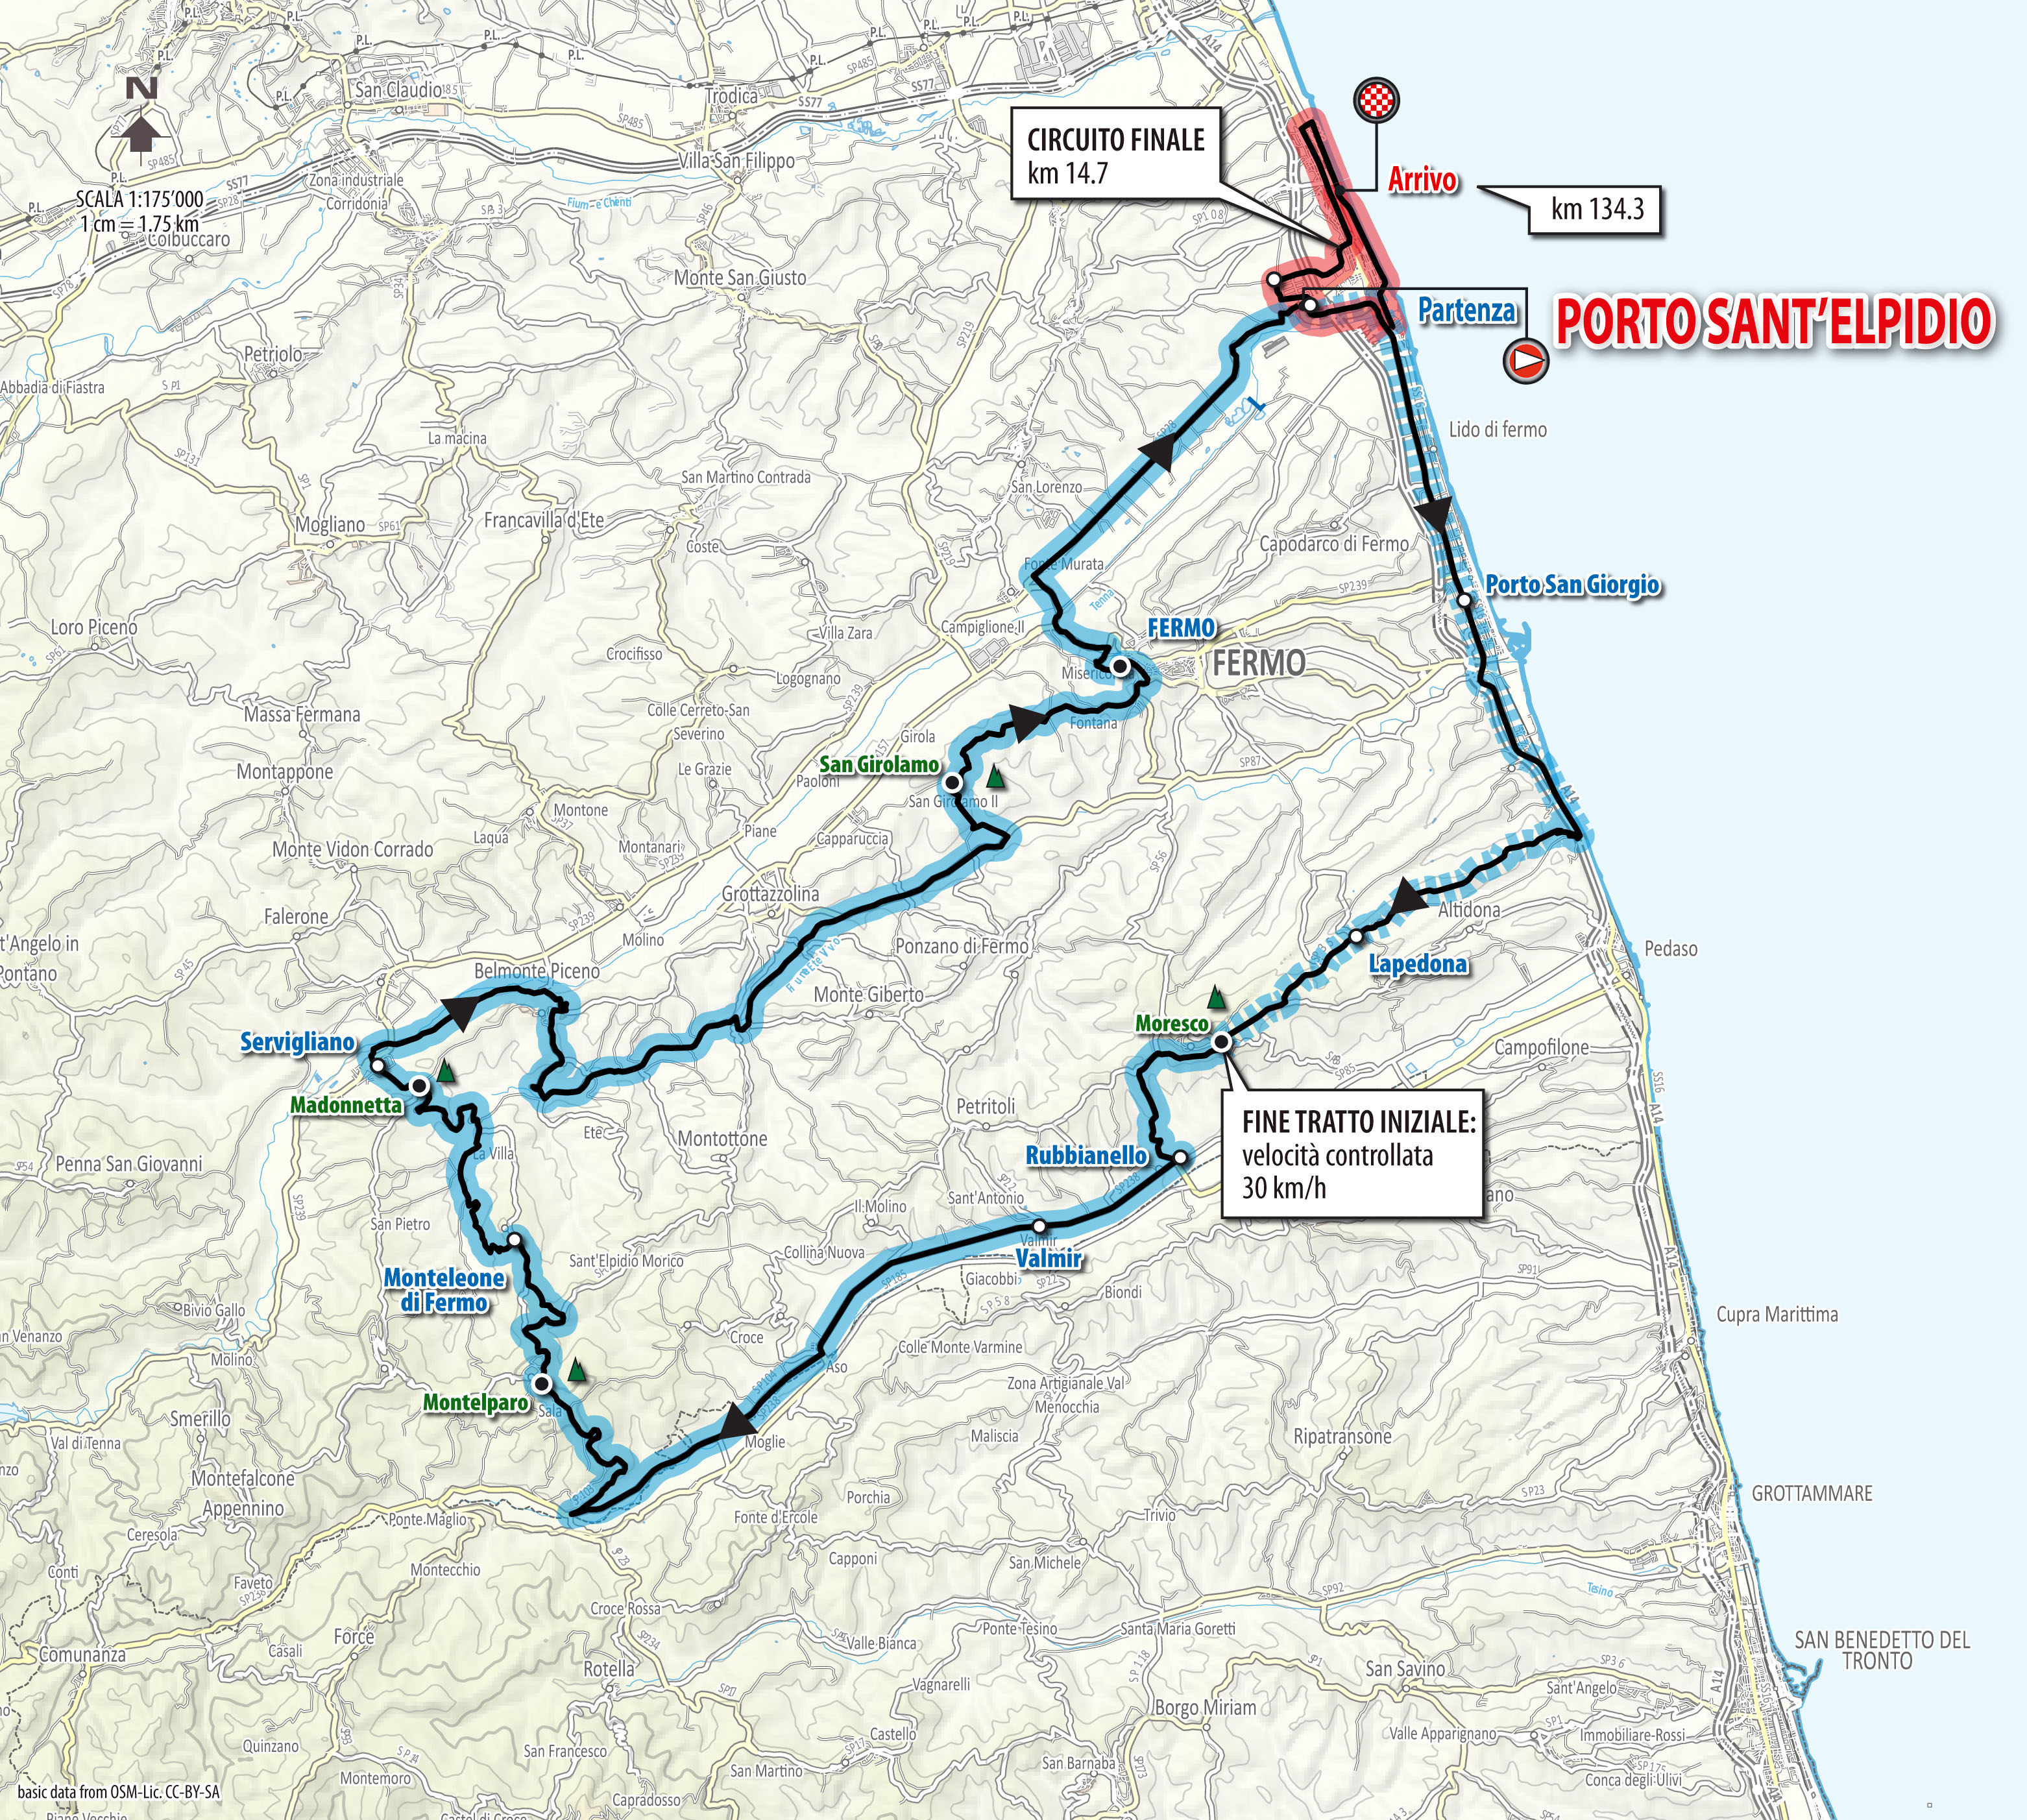 N
SCALA 1:175'000
1 cm = 1.75 km
CIRCUITO FINALE
km 14.7
Arrivo
km 134.3
Partenza
PORTO SANT'ELPIDIO
Porto San Giorgio
FERMO
FERMO
San Girolamo
Lapedona
Moresco
FINE TRATTO INIZIALE:
velocità controllata
30 km/h
Rubbianello
Valmir
Valmir
Servigliano
Madonnetta
Monteleone
di Fermo
Montelparo
San Claudio
Trodica
Villa San Filippo
Zona industriale
Corridonia
Fiume Chienti
Colbuccaro
Monte San Giusto
Petriolo
Abbadia di Fiastra
La macina
San Martino Contrada
San Lorenzo
Lido di fermo
Mogliano
Francavilla d'Ete
Coste
Capodarco di Fermo
Fonte Murata
Tenna
Loro Piceno
Villa Zara
Campiglione II
Crocifisso
Logognano
Massa Fermana
Colle Cerreto-San
Severino
Girola
Fontana
Montappone
Le Grazie
Paoloni
San Girolamo II
Montone
Laqua
Piane
Capparuccia
Monte Vidon Corrado
Montanari
Grottazzolina
Falerone
Molino
Ponzano di Fermo
Altidona
Pedaso
t'Angelo in
Pontano
Belmonte Piceno
Monte Giberto
Campofilone
Petritoli
Ete
Montottone
La Villa
Penna San Giovanni
Sant'Antonio
Il Molino
San Pietro
Sant'Elpidio Morico
Collina Nuova
Giacobbi
Biondi
Bivio Gallo
Croce
Colle Monte Varmine
Cupra Marittima
n Venanzo
Molino
Aso
Zona Artigianale Val
Menocchia
Smerillo
Sala
Val di Tenna
Moglie
Maliscia
Ripatransone
Montefalcone
Appennino
Porchia
GROTTAMMARE
Ceresola
Ponte Maglio
Fonte d'Ercole
Trivio
Conti
Montecchio
Capponi
San Michele
Faveto
Croce Rossa
Tesino
Force
Casali
Comunanza
Valle Bianca
Ponte Tesino
Santa Maria Goretti
SAN BENEDETTO DEL
TRONTO
Rotella
Vagnarelli
San Savino
Sant'Angelo
Borgo Miriam
Castello
Valle Apparignano
Immobiliare-Rossi
Quinzano
San Francesco
San Martino
San Barnaba
Montemoro
Conca degli Ulivi
basic data from OSM-Lic. CC-BY-SA
Capradosso
Piano Vecchio
Castel di Croce